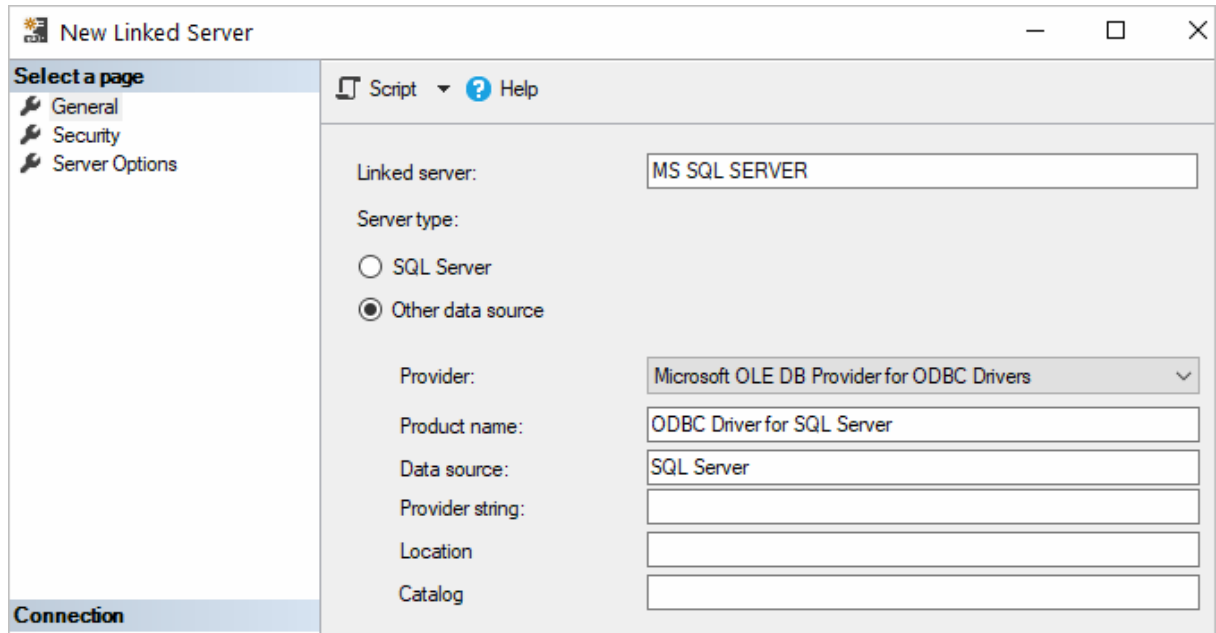 New Linked Server
Select a page
General
Security
Server Options
Connection
Script Help
Linked server: MS SQL SERVER
Server type:
SQL Server
Other data source
Provider: Microsoft OLE DB Provider for ODBC Drivers
Product name: ODBC Driver for SQL Server
Data source: SQL Server
Provider string:
Location
Catalog